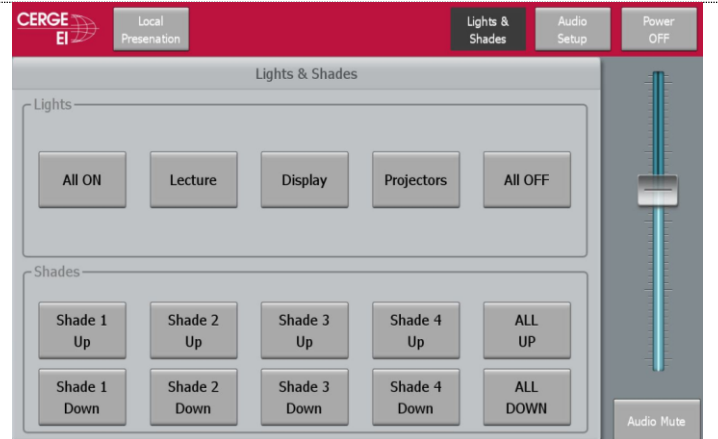 CERGE
EI
Local
Presenation
Lights &
Shades
Audio
Setup
Power
OFF
Lights & Shades
Lights
All ON
Lecture
Display
Projectors
All OFF
Shades
Shade 1
Up
Shade 2
Up
Shade 3
Up
Shade 4
Up
ALL
UP
Shade 1
Down
Shade 2
Down
Shade 3
Down
Shade 4
Down
ALL
DOWN
Audio Mute